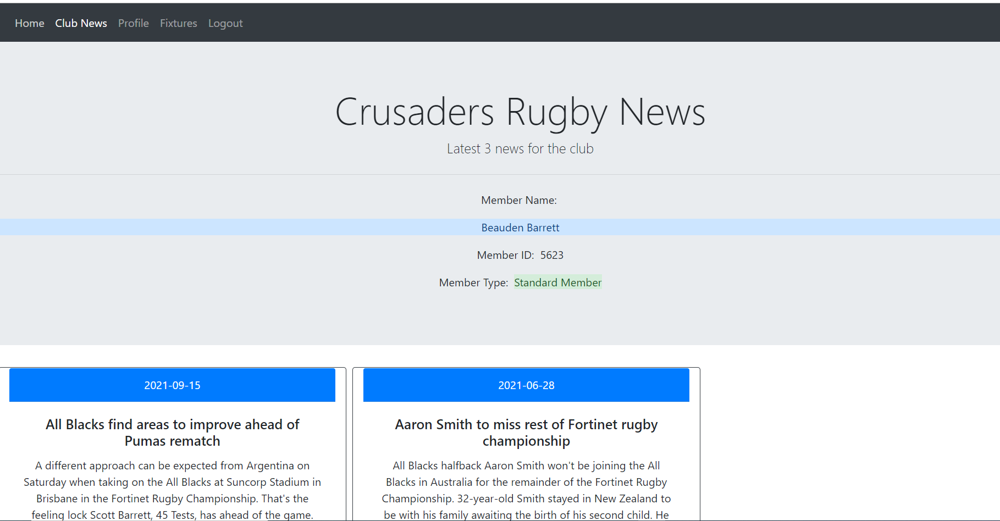 Home Club News Profile Fixtures Logout
Crusaders Rugby News
Latest 3 news for the club
Member Name:
Beauden Barrett
Member ID: 5623
Member Type: Standard Member
2021-09-15
All Blacks find areas to improve ahead of
Pumas rematch
A different approach can be expected from Argentina on
Saturday when taking on the All Blacks at Suncorp Stadium in
Brisbane in the Fortinet Rugby Championship. That's the
feeling lock Scott Barrett, 45 Tests, has ahead of the game.
2021-06-28
Aaron Smith to miss rest of Fortinet rugby
championship
All Blacks halfback Aaron Smith won't be joining the All
Blacks in Australia for the remainder of the Fortinet Rugby
Championship. 32-year-old Smith stayed in New Zealand to
be with his family awaiting the birth of his second child. He